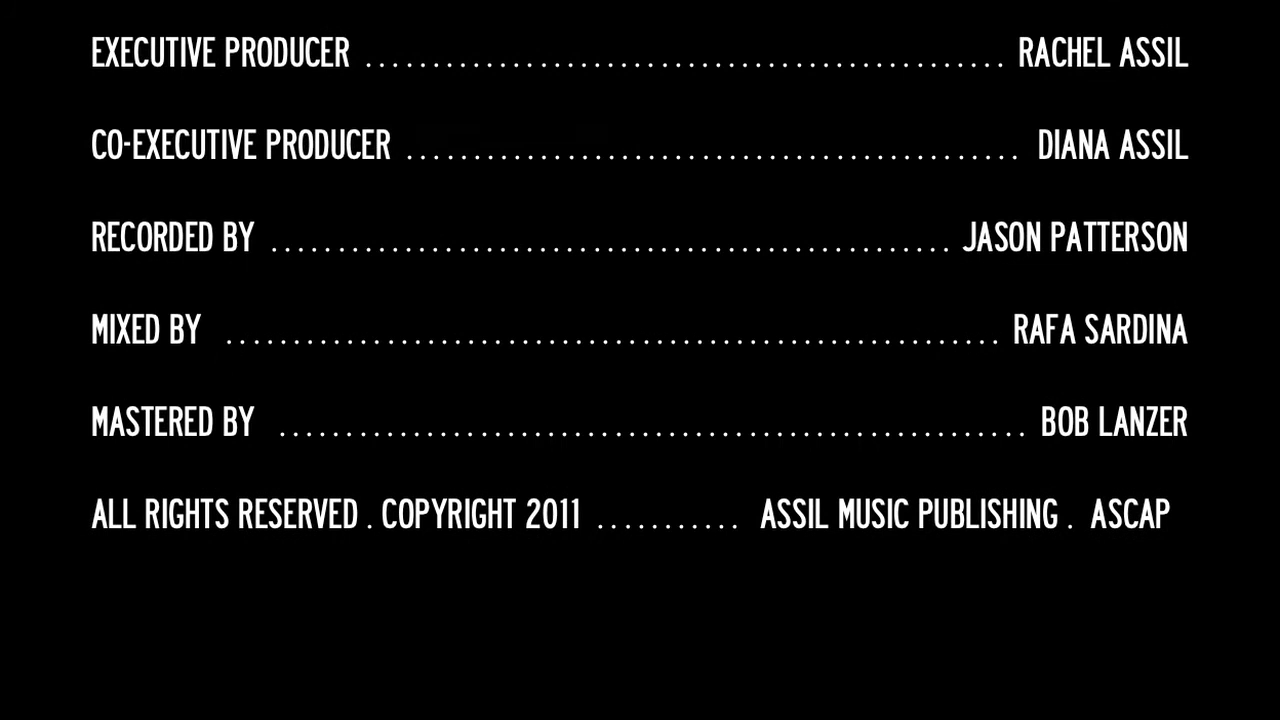 EXECUTIVE PRODUCER ................................................ RACHEL ASSIL
CO-EXECUTIVE PRODUCER .............................................. DIANA ASSIL
RECORDED BY ................................................... JASON PATTERSON
MIXED BY .......................................................... RAFA SARDINA
MASTERED BY ........................................................ BOB LANZER
ALL RIGHTS RESERVED . COPYRIGHT 2011 ........... ASSIL MUSIC PUBLISHING . ASCAP